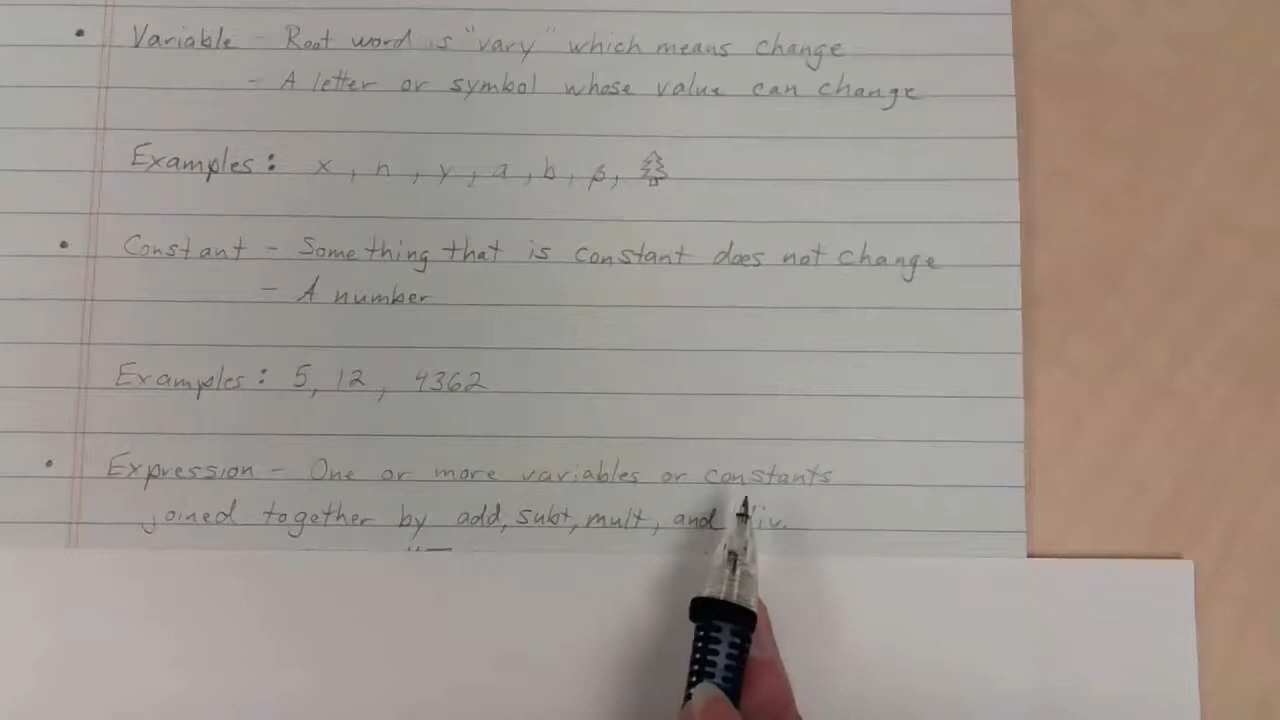 • Variable - Root word is "vary" which means change
- A letter or symbol whose value can change
Examples: x, n, y, a, b, β,
• Constant - Something that is constant does not change
- A number
Examples: 5, 12, 4362
• Expression - One or more variables or constants
joined together by add, subt, mult, and div.